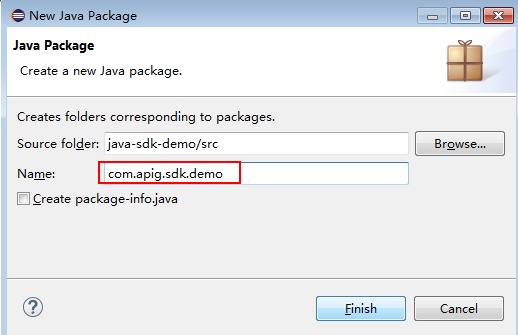 New Java Package
Java Package
Create a new Java package.
Creates folders corresponding to packages.
Source folder: java-sdk-demo/src Browse...
Name: com.apig.sdk.demo
Create package-info.java
? Finish Cancel